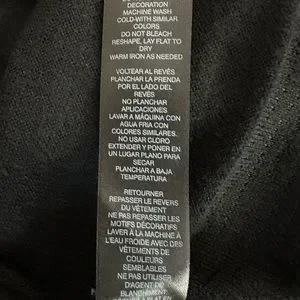 DECORATION
MACHINE WASH
COLD-WITH SIMILAR
COLORS
DO NOT BLEACH
RESHAPE, LAY FLAT TO
DRY
WARM IRON AS NEEDED
VOLTEAR AL REVÉS
PLANCHAR LA PRENDA
POR EL LADO DEL
REVÉS
NO PLANCHAR
APLICACIONES
LAVAR A MÁQUINA CON
AGUA FRIA CON
COLORES SIMILARES.
NO USAR CLORO
EXTENDER Y PONER EN
UN LUGAR PLANO PARA
SECAR
PLANCHAR A BAJA
TEMPERATURA
RETOURNER
REPASSER LE REVERS
DU VÊTEMENT
NE PAS REPASSER LES
MOTIFS DÉCORATIFS
LAVER À LA MACHINE À
L'EAU FROIDE AVEC DES
VÊTEMENTS DE
COULEURS
SEMBLABLES
NE PAS UTILISER
D'AGENT DE
BLANCHIMENT